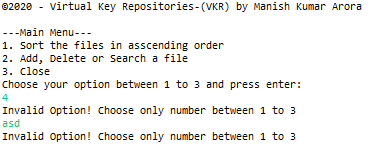 ©2020 - Virtual Key Repositories-(VKR) by Manish Kumar Arora
---Main Menu---
1. Sort the files in asscending order
2. Add, Delete or Search a file
3. Close
Choose your option between 1 to 3 and press enter:
4
Invalid Option! Choose only number between 1 to 3
asd
Invalid Option! Choose only number between 1 to 3